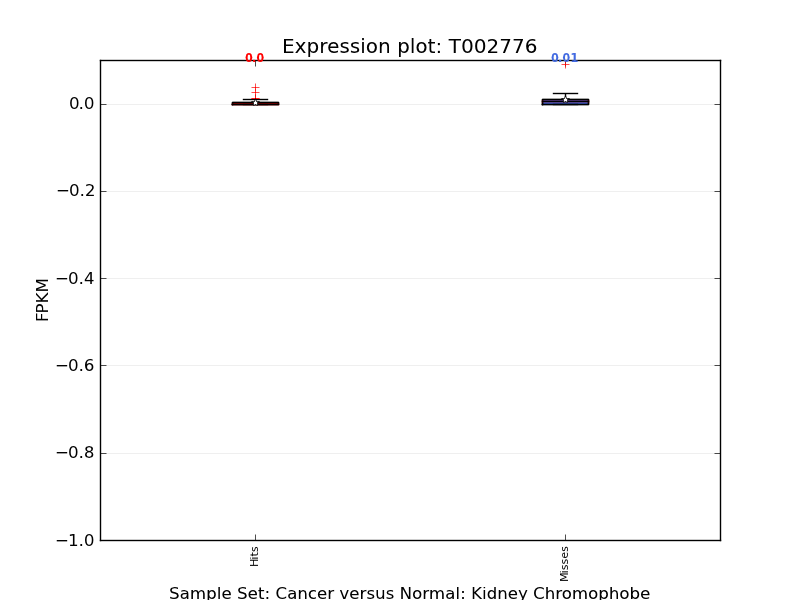 Expression plot: T002776
0.0
0.01
0.0
−0.2
−0.4
−0.6
−0.8
−1.0
FPKM
Hits
Misses
Sample Set: Cancer versus Normal: Kidney Chromophobe